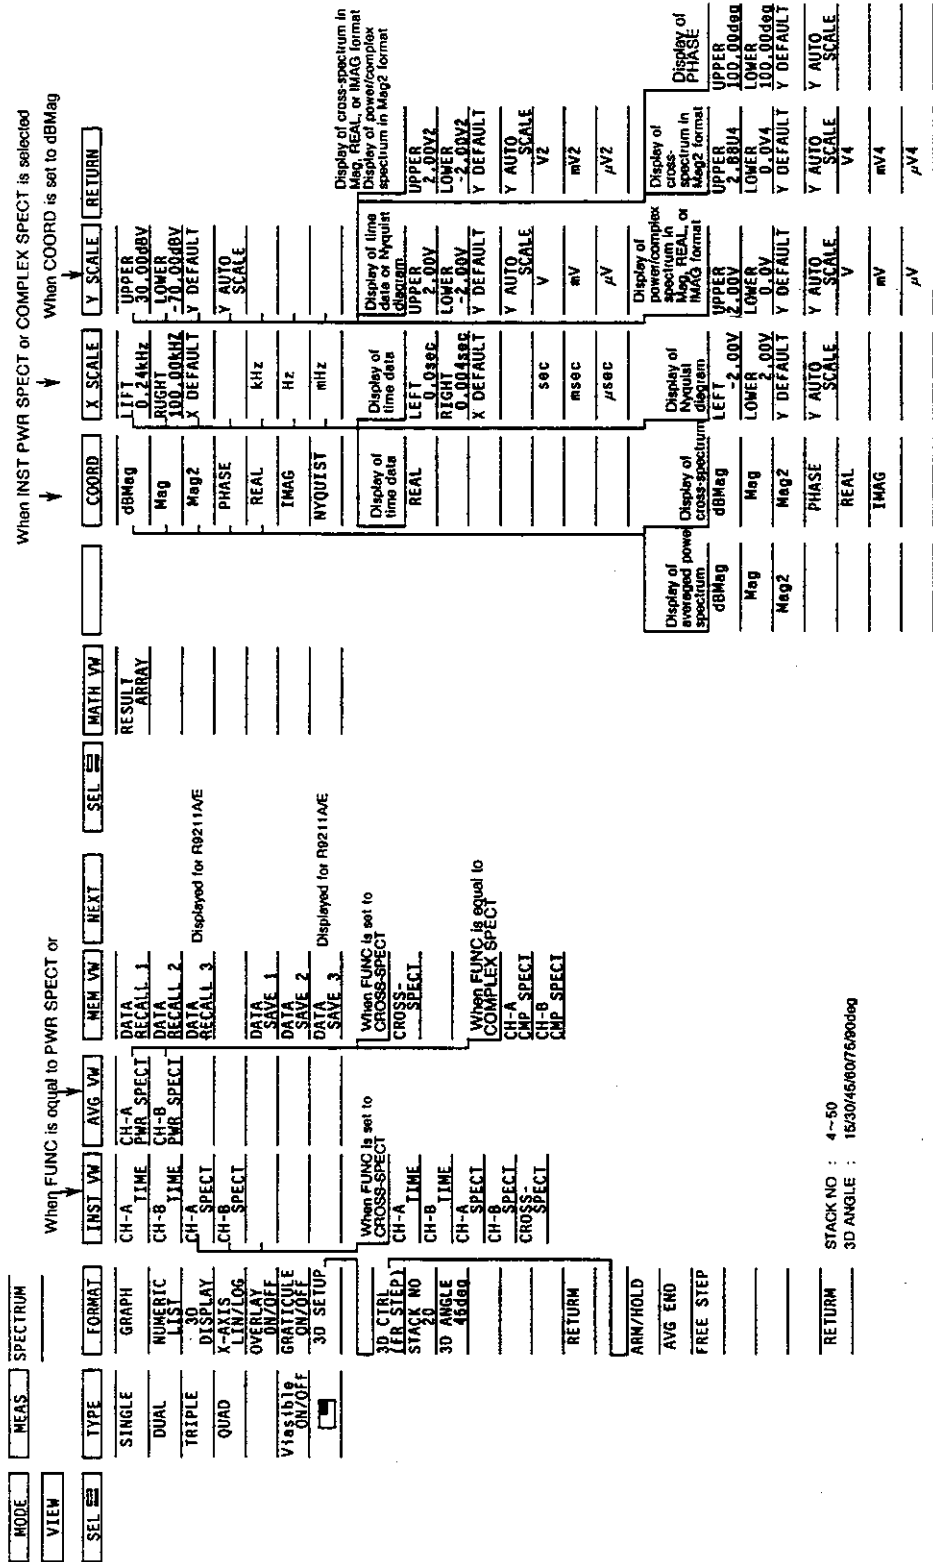 MODE
MEAS
SPECTRUM
VIEW
SEL
TYPE
SINGLE
DUAL
TRIPLE
QUAD
Viasible
ON/OFF
FORMAT
GRAPH
NUMERIC
LIST
3D
DISPLAY
X-AXIS
LIN/LOG
OVERLAY
ON/OFF
GRATICULE
ON/OFF
3D SETUP
3D CTRL
(FR STEP)
STACK NO
20
3D ANGLE
45deg
RETURM
ARM/HOLD
AVG END
FREE STEP
RETURM
STACK NO : 4~50
3D ANGLE : 15/30/45/60/75/90deg
When FUNC is equal to PWR SPECT or
INST VW
CH-A
TIME
CH-B
TIME
CH-A
SPECT
CH-B
SPECT
When FUNC is set to
CROSS-SPECT
CH-A
TIME
CH-B
TIME
CH-A
SPECT
CH-B
SPECT
CROSS-
SPECT
AVG VW
CH-A
PWR SPECT
CH-B
PWR SPECT
MEM VW
DATA
RECALL 1
DATA
RECALL 2
DATA
RECALL 3
Displayed for R9211A/E
DATA
SAVE 1
DATA
SAVE 2
DATA
SAVE 3
Displayed for R9211A/E
When FUNC is set to
CROSS-SPECT
CROSS-
SPECT
When FUNC is equal to
COMPLEX SPECT
CH-A
CMP SPECT
CH-B
CMP SPECT
NEXT
SEL
MATH VW
RESULT
ARRAY
When INST PWR SPECT or COMPLEX SPECT is selected
COORD
dBMag
Mag
Mag2
PHASE
REAL
IMAG
NYQUIST
Display of
time data
REAL
Display of
averaged power
spectrum
dBMag
Mag
Mag2
Display of
cross-spectrum
dBMag
Mag
Mag2
PHASE
REAL
IMAG
X SCALE
LIFT
0.24kHz
RUGHT
100.00kHZ
X DEFAULT
kHz
Hz
mHz
Display of
time data
LEFT
0.0sec
RIGHT
0.004sec
X DEFAULT
sec
msec
μsec
Display of
Nyquist
diagram
LEFT
-2.00V
LOWER
2.00V
Y DEFAULT
Y AUTO
SCALE
When COORD is set to dBMag
Y SCALE
UPPER
30.00dBV
LOWER
-70.00dBV
Y DEFAULT
Y AUTO
SCALE
Display of time
data or Nyquist
diagram
UPPER
2.00V
LOWER
-2.00V
Y DEFAULT
Y AUTO
SCALE
V
mV
μV
Display of
power/complex
spectrum in
Mag, REAL, or
IMAG format
UPPER
2.00V
LOWER
0.0V
Y DEFAULT
Y AUTO
SCALE
V
mV
μV
RETURN
Display of cross-spectrum in
Mag, REAL, or IMAG format
Display of power/complex
spectrum in Mag2 format
UPPER
2.00V2
LOWER
-2.00V2
Y DEFAULT
Y AUTO
SCALE
V2
mV2
μV2
Display of
cross-
spectrum in
Mag2 format
UPPER
2.88U4
LOWER
0.0V4
Y DEFAULT
Y AUTO
SCALE
V4
mV4
μV4
Display of
PHASE
UPPER
100.00deg
LOWER
100.00deg
Y DEFAULT
Y AUTO
SCALE